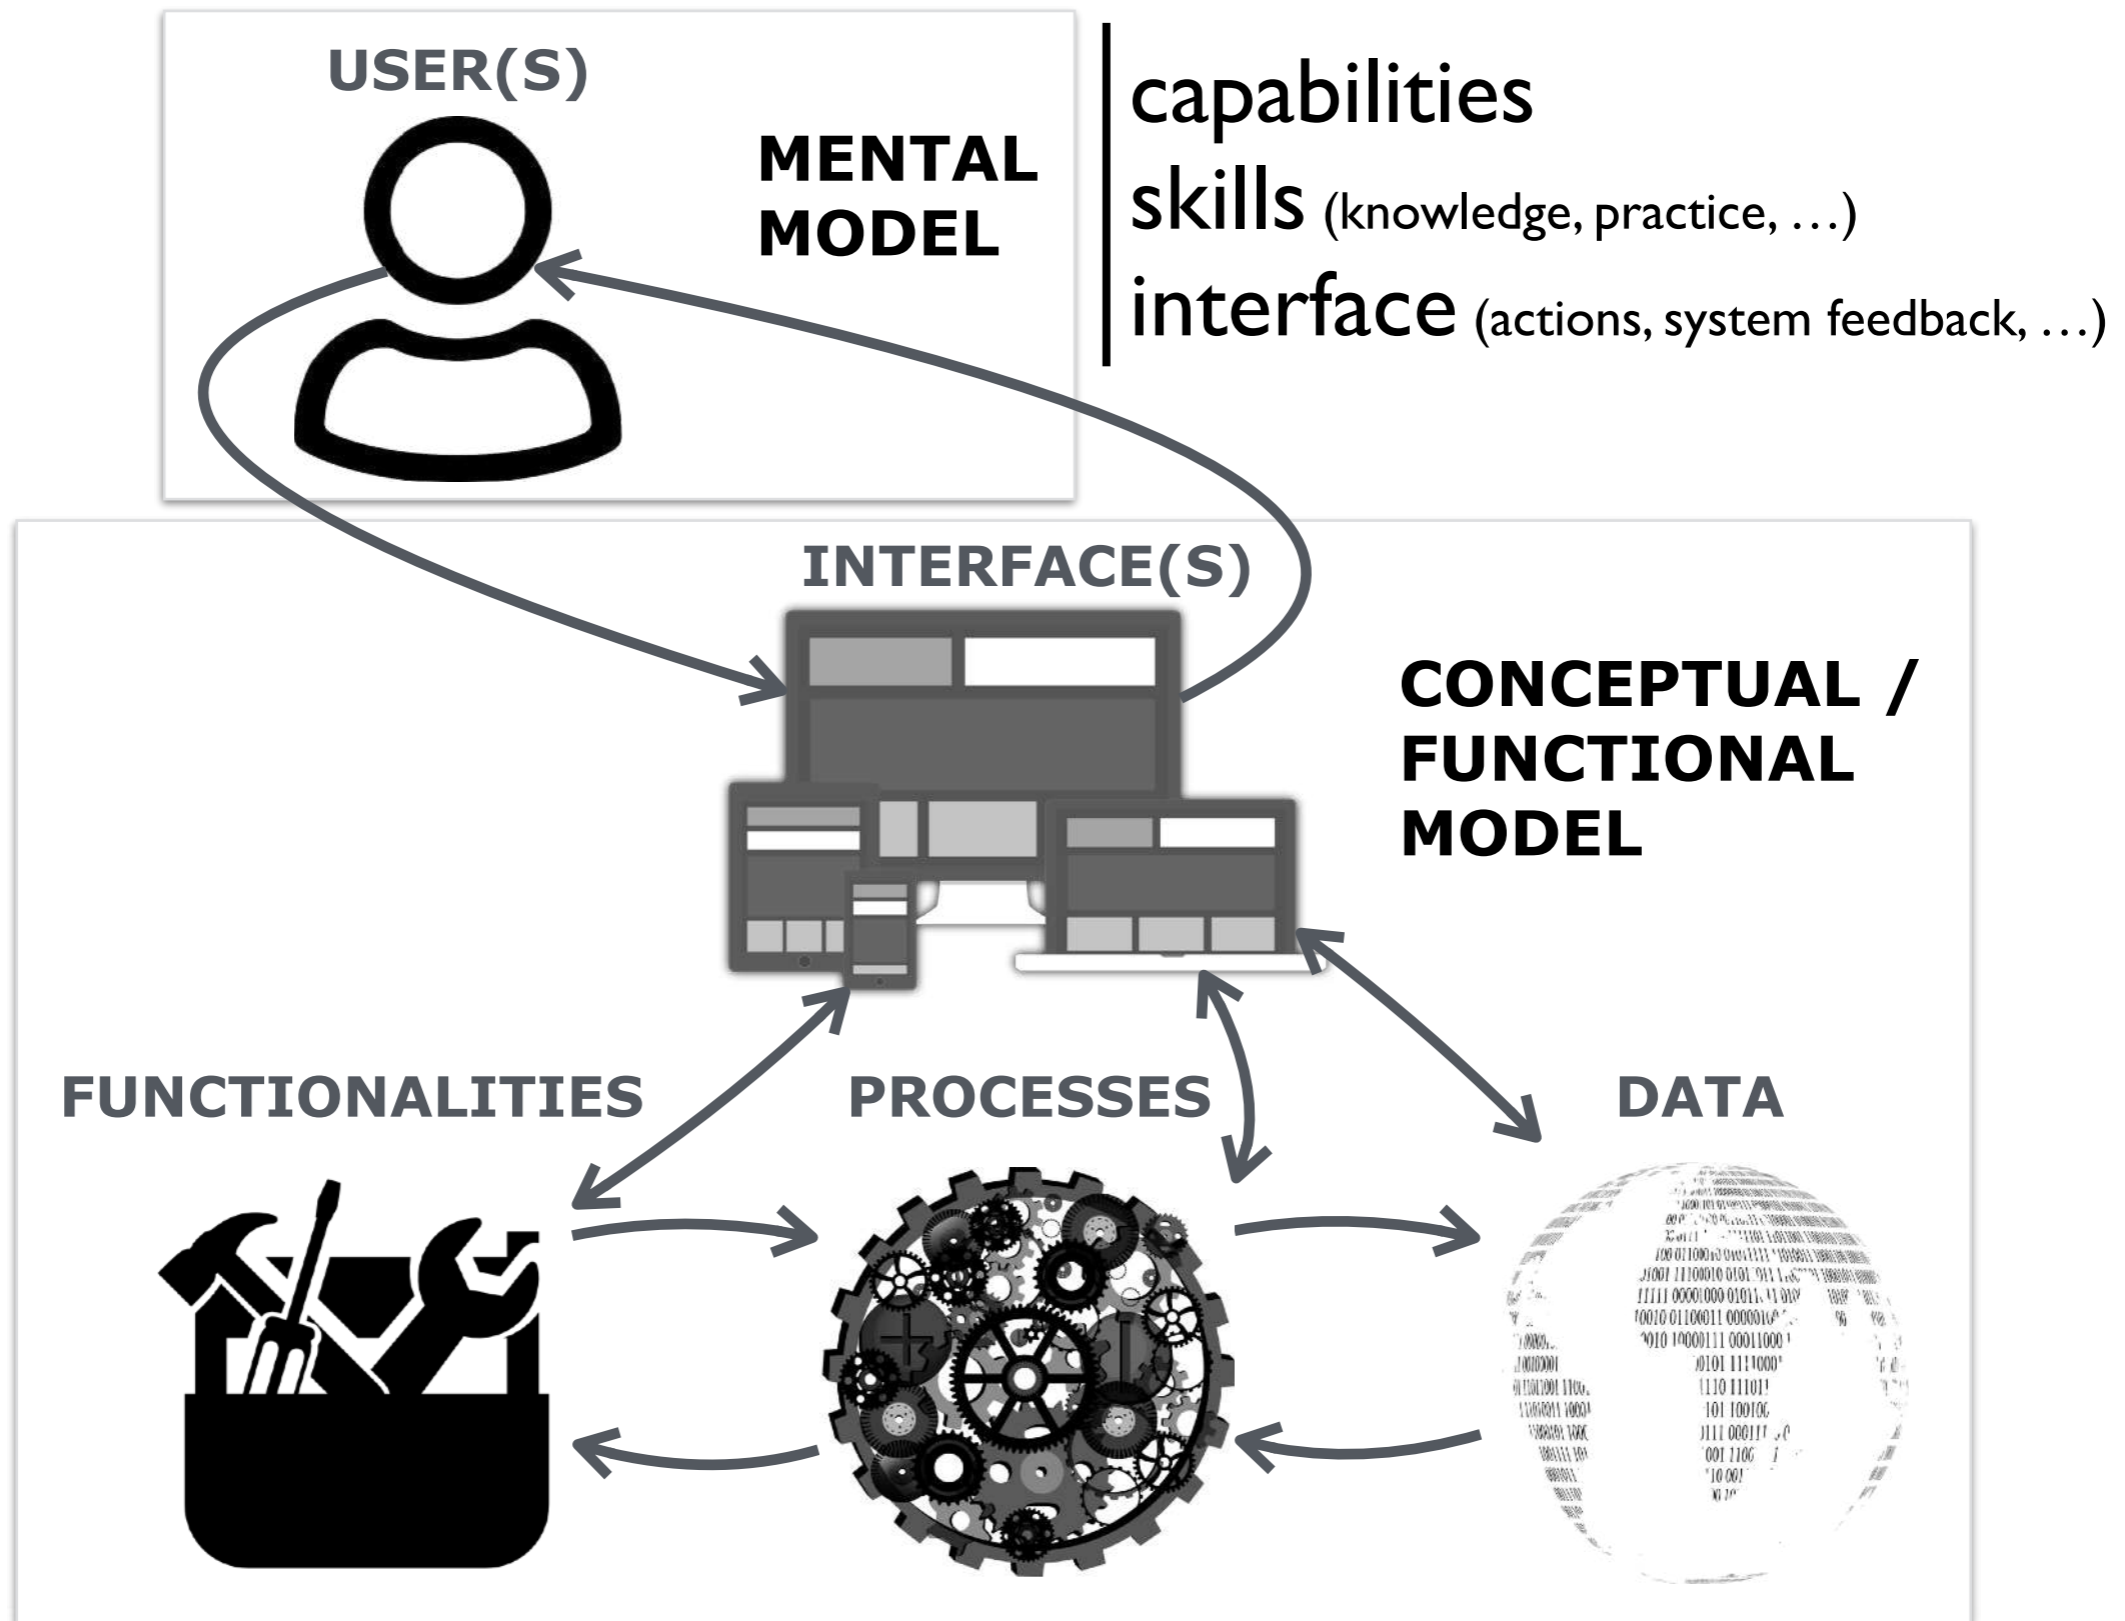 USER(S)
MENTAL
MODEL
capabilities
skills (knowledge, practice, …)
interface (actions, system feedback, …)
INTERFACE(S)
CONCEPTUAL /
FUNCTIONAL
MODEL
FUNCTIONALITIES
PROCESSES
DATA